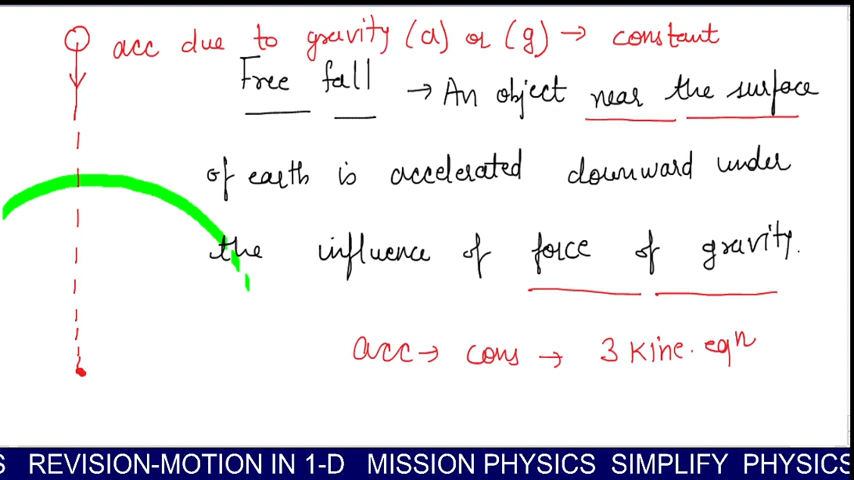 acc due to gravity (a) or (g) → constant
Free fall → An object near the surface
of earth is accelerated downward under
the influence of force of gravity.
acc → cons → 3 Kine. eqn
S REVISION-MOTION IN 1-D MISSION PHYSICS SIMPLIFY PHYSICS